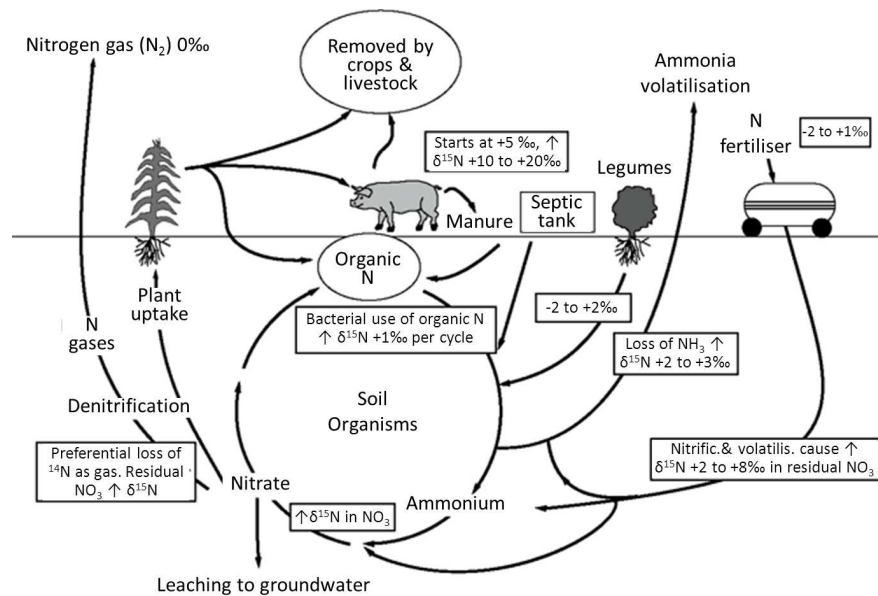 Nitrogen gas (N₂) 0‰
Removed by
crops &
livestock
Ammonia
volatilisation
N
fertiliser
-2 to +1‰
Starts at +5 ‰, ↑
δ¹⁵N +10 to +20‰
Legumes
Manure
Septic
tank
Organic
N
Plant
uptake
N
gases
Bacterial use of organic N
↑ δ¹⁵N +1‰ per cycle
-2 to +2‰
Loss of NH₃ ↑
δ¹⁵N +2 to +3‰
Denitrification
Soil
Organisms
Preferential loss of
¹⁴N as gas. Residual
NO₃ ↑ δ¹⁵N
Nitrific.& volatilis. cause ↑
δ¹⁵N +2 to +8‰ in residual NO₃
Nitrate
↑δ¹⁵N in NO₃
Ammonium
Leaching to groundwater